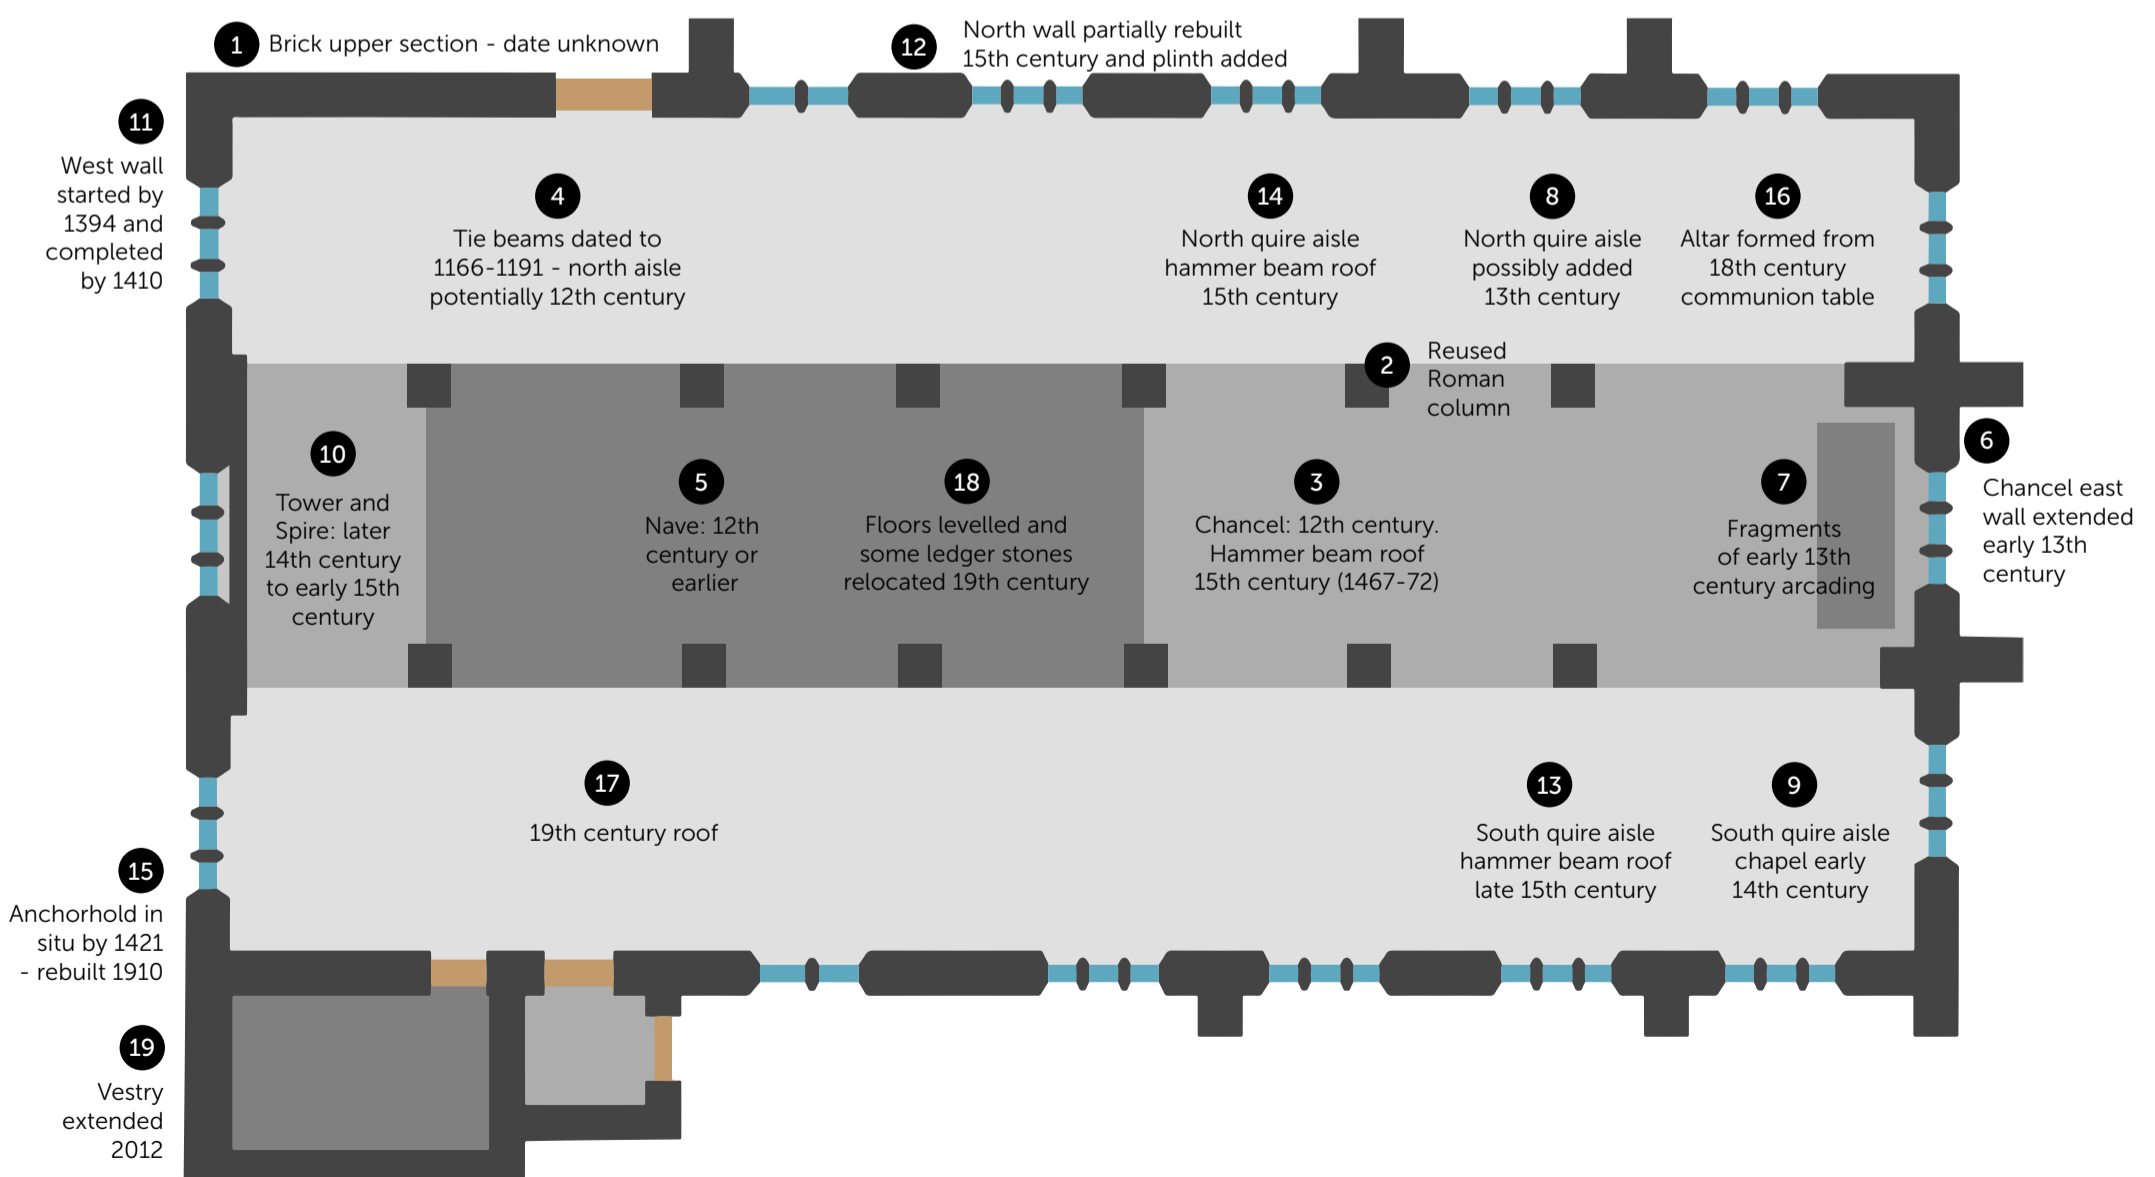 1
Brick upper section - date unknown
12
North wall partially rebuilt
15th century and plinth added
11
West wall
started by
1394 and
completed
by 1410
4
Tie beams dated to
1166-1191 - north aisle
potentially 12th century
14
North quire aisle
hammer beam roof
15th century
8
North quire aisle
possibly added
13th century
16
Altar formed from
18th century
communion table
2
Reused
Roman
column
10
Tower and
Spire: later
14th century
to early 15th
century
5
Nave: 12th
century or
earlier
18
Floors levelled and
some ledger stones
relocated 19th century
3
Chancel: 12th century.
Hammer beam roof
15th century (1467-72)
7
Fragments
of early 13th
century arcading
6
Chancel east
wall extended
early 13th
century
17
19th century roof
13
South quire aisle
hammer beam roof
late 15th century
9
South quire aisle
chapel early
14th century
15
Anchorhold in
situ by 1421
- rebuilt 1910
19
Vestry
extended
2012